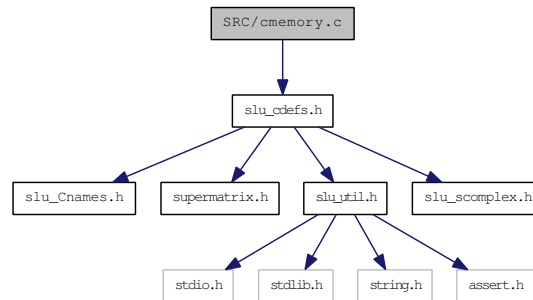 SRC/cmemory.c
slu_cdefs.h
slu_Cnames.h
supermatrix.h
slu_util.h
slu_scomplex.h
stdio.h
stdlib.h
string.h
assert.h